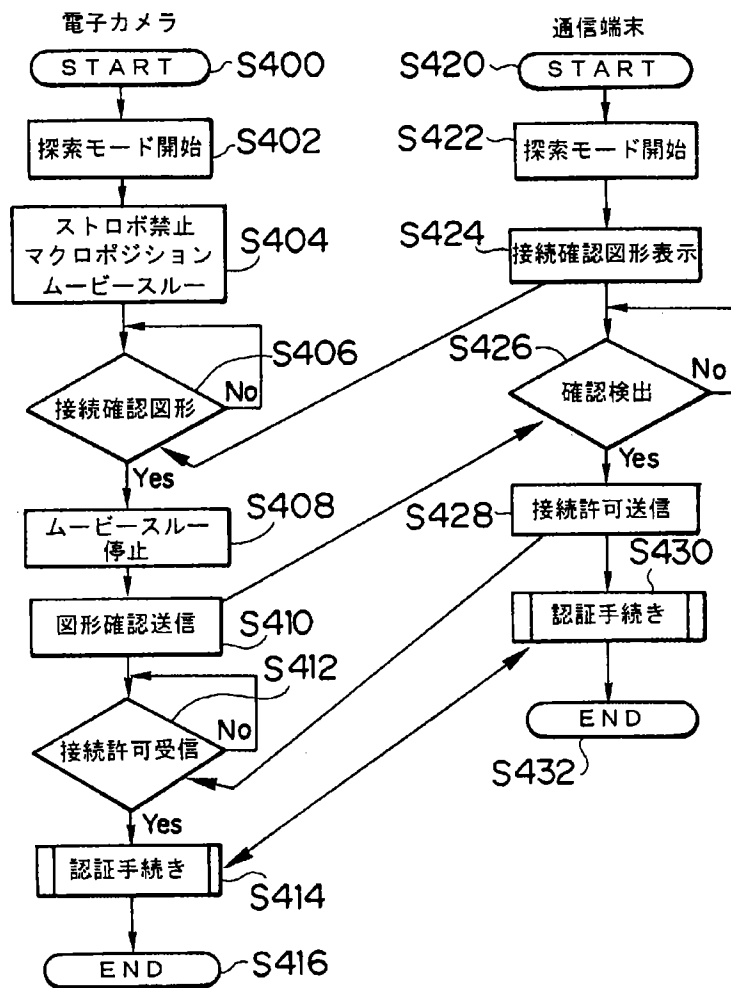 電子カメラ
START
S400
探索モード開始
S402
ストロボ禁止
マクロポジション
ムービースルー
S404
接続確認図形
S406
No
Yes
ムービースルー
停止
S408
図形確認送信
S410
接続許可受信
S412
No
Yes
認証手続き
S414
END
S416
通信端末
START
S420
探索モード開始
S422
接続確認図形表示
S424
確認検出
S426
No
Yes
接続許可送信
S428
認証手続き
S430
END
S432